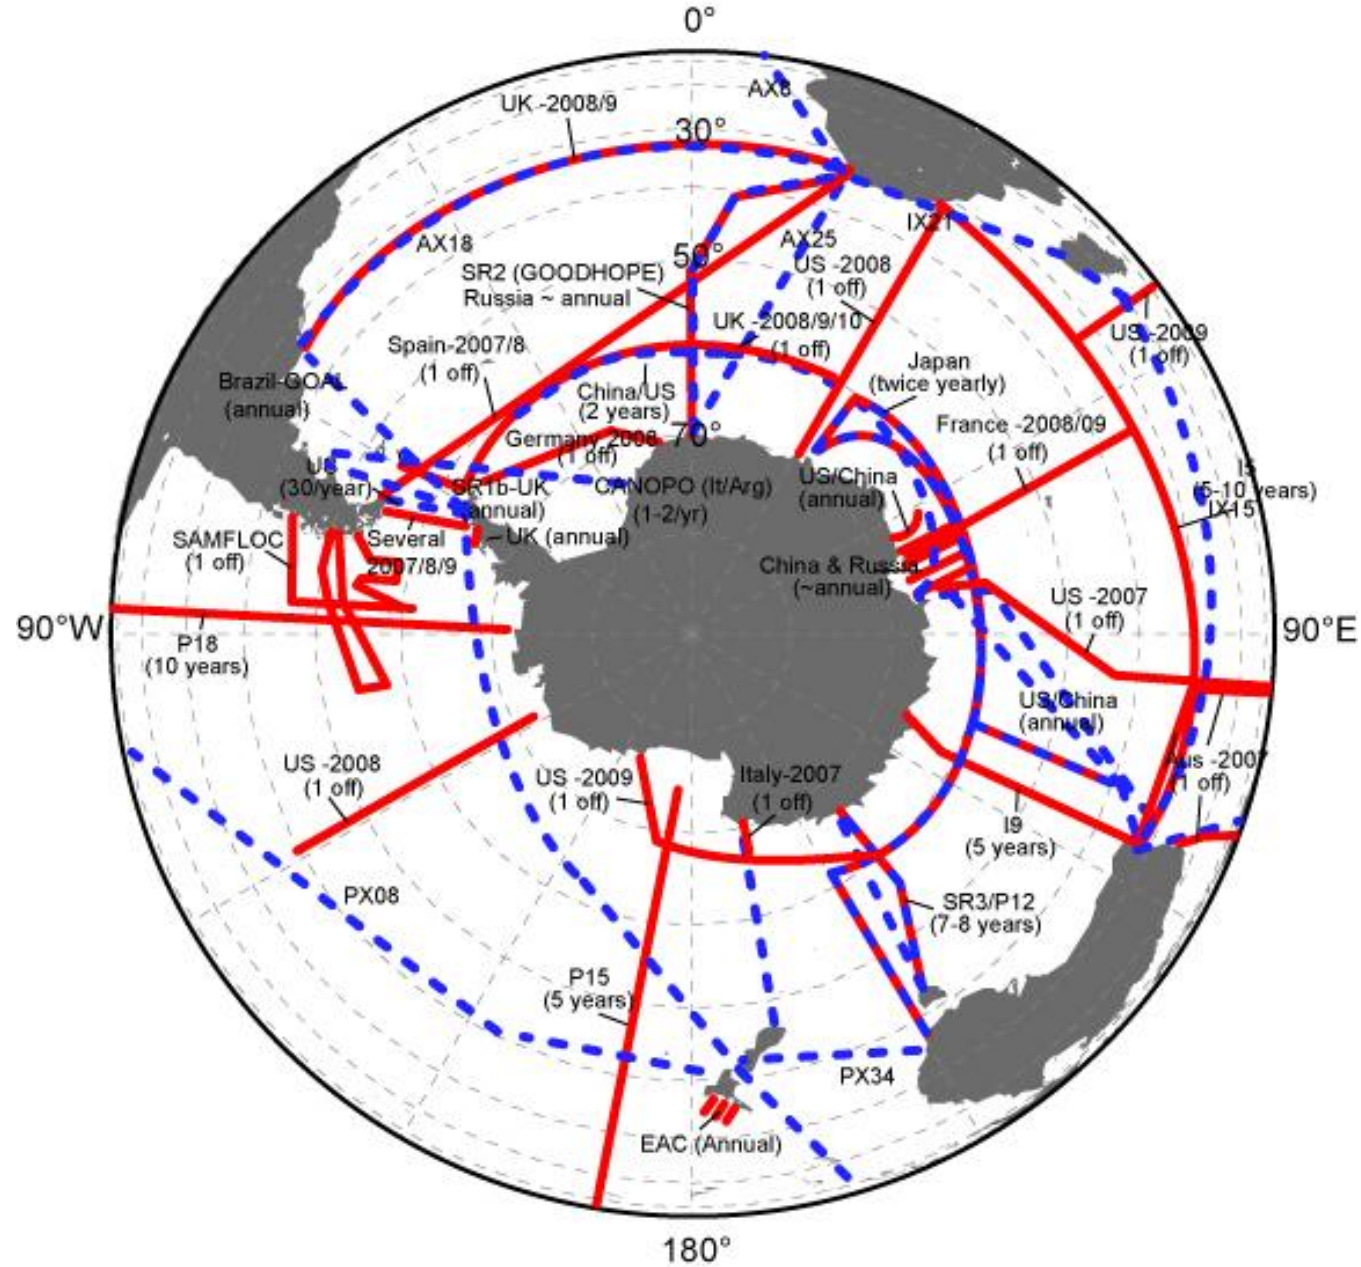 0°
AX8
UK -2008/9
30°
IX21
AX18
AX25
50°
US -2008
(1 off)
SR2 (GOODHOPE)
Russia ~ annual
UK -2008/9/10
(1 off)
US -2009
(1 off)
Spain-2007/8
(1 off)
Japan
(twice yearly)
Brazil-GOAL
(annual)
China/US
(2 years)
France -2008/09
(1 off)
70°
Germany 2008
(1 off)
US
(30/year)
SR1b-UK
(annual)
CANOPO (It/Arg)
(1-2/yr)
US/China
(annual)
I5
(5-10 years)
IX15
SAMFLOC
(1 off)
Several
2007/8/9
UK (annual)
China & Russia
(~annual)
US -2007
(1 off)
90°W
90°E
P18
(10 years)
US/China
(annual)
US -2008
(1 off)
US -2009
(1 off)
Italy-2007
(1 off)
Aus -2007
(1 off)
I9
(5 years)
PX08
SR3/P12
(7-8 years)
P15
(5 years)
PX34
EAC (Annual)
180°